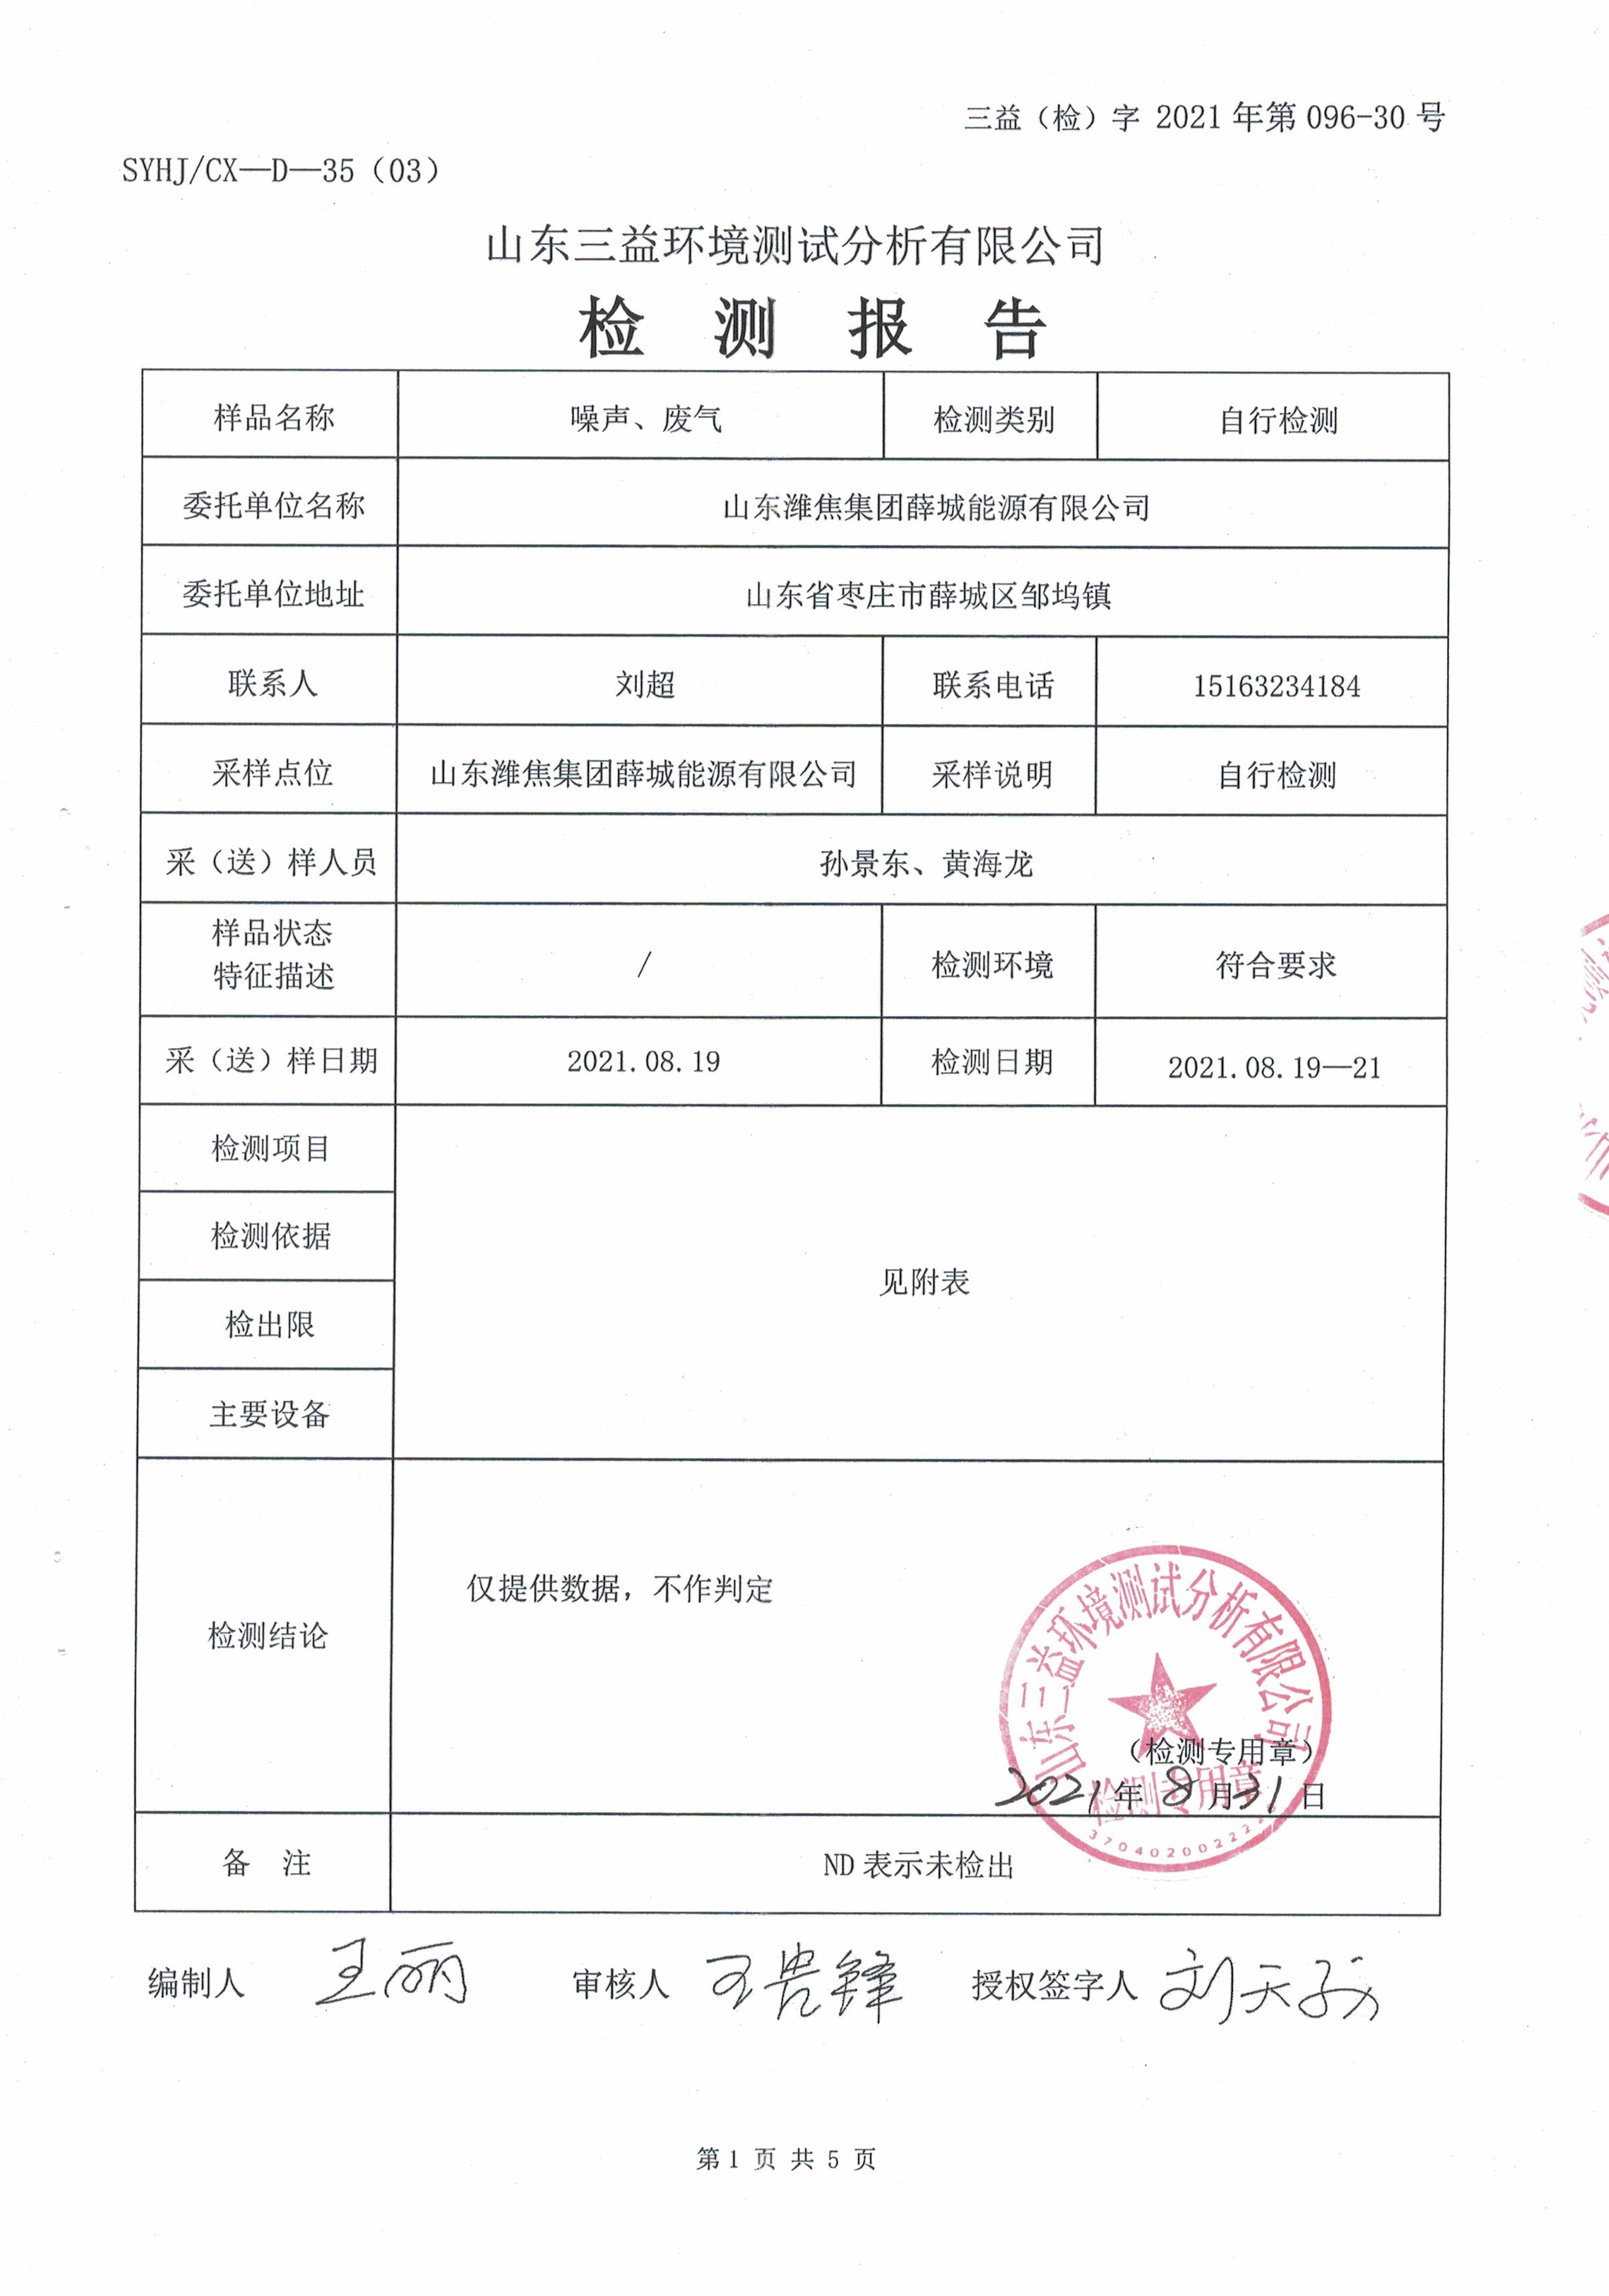 三益（检）字 2021 年第 096-30 号
SYHJ/CX—D—35（03）
山东三益环境测试分析有限公司
检 测 报 告
样品名称 噪声、废气 检测类别 自行检测
委托单位名称 山东潍焦集团薛城能源有限公司
委托单位地址 山东省枣庄市薛城区邹坞镇
联系人 刘超 联系电话 15163234184
采样点位 山东潍焦集团薛城能源有限公司 采样说明 自行检测
采（送）样人员 孙景东、黄海龙
样品状态
特征描述 / 检测环境 符合要求
采（送）样日期 2021.08.19 检测日期 2021.08.19—21
检测项目
检测依据
见附表
检出限
主要设备
仅提供数据，不作判定
检测结论
山东三益环境测试分析有限公司
检测专用章
（检测专用章）
2021 年 8 月 31 日
备 注 ND 表示未检出
编制人 王丽 审核人 王贵锋 授权签字人
第 1 页 共 5 页